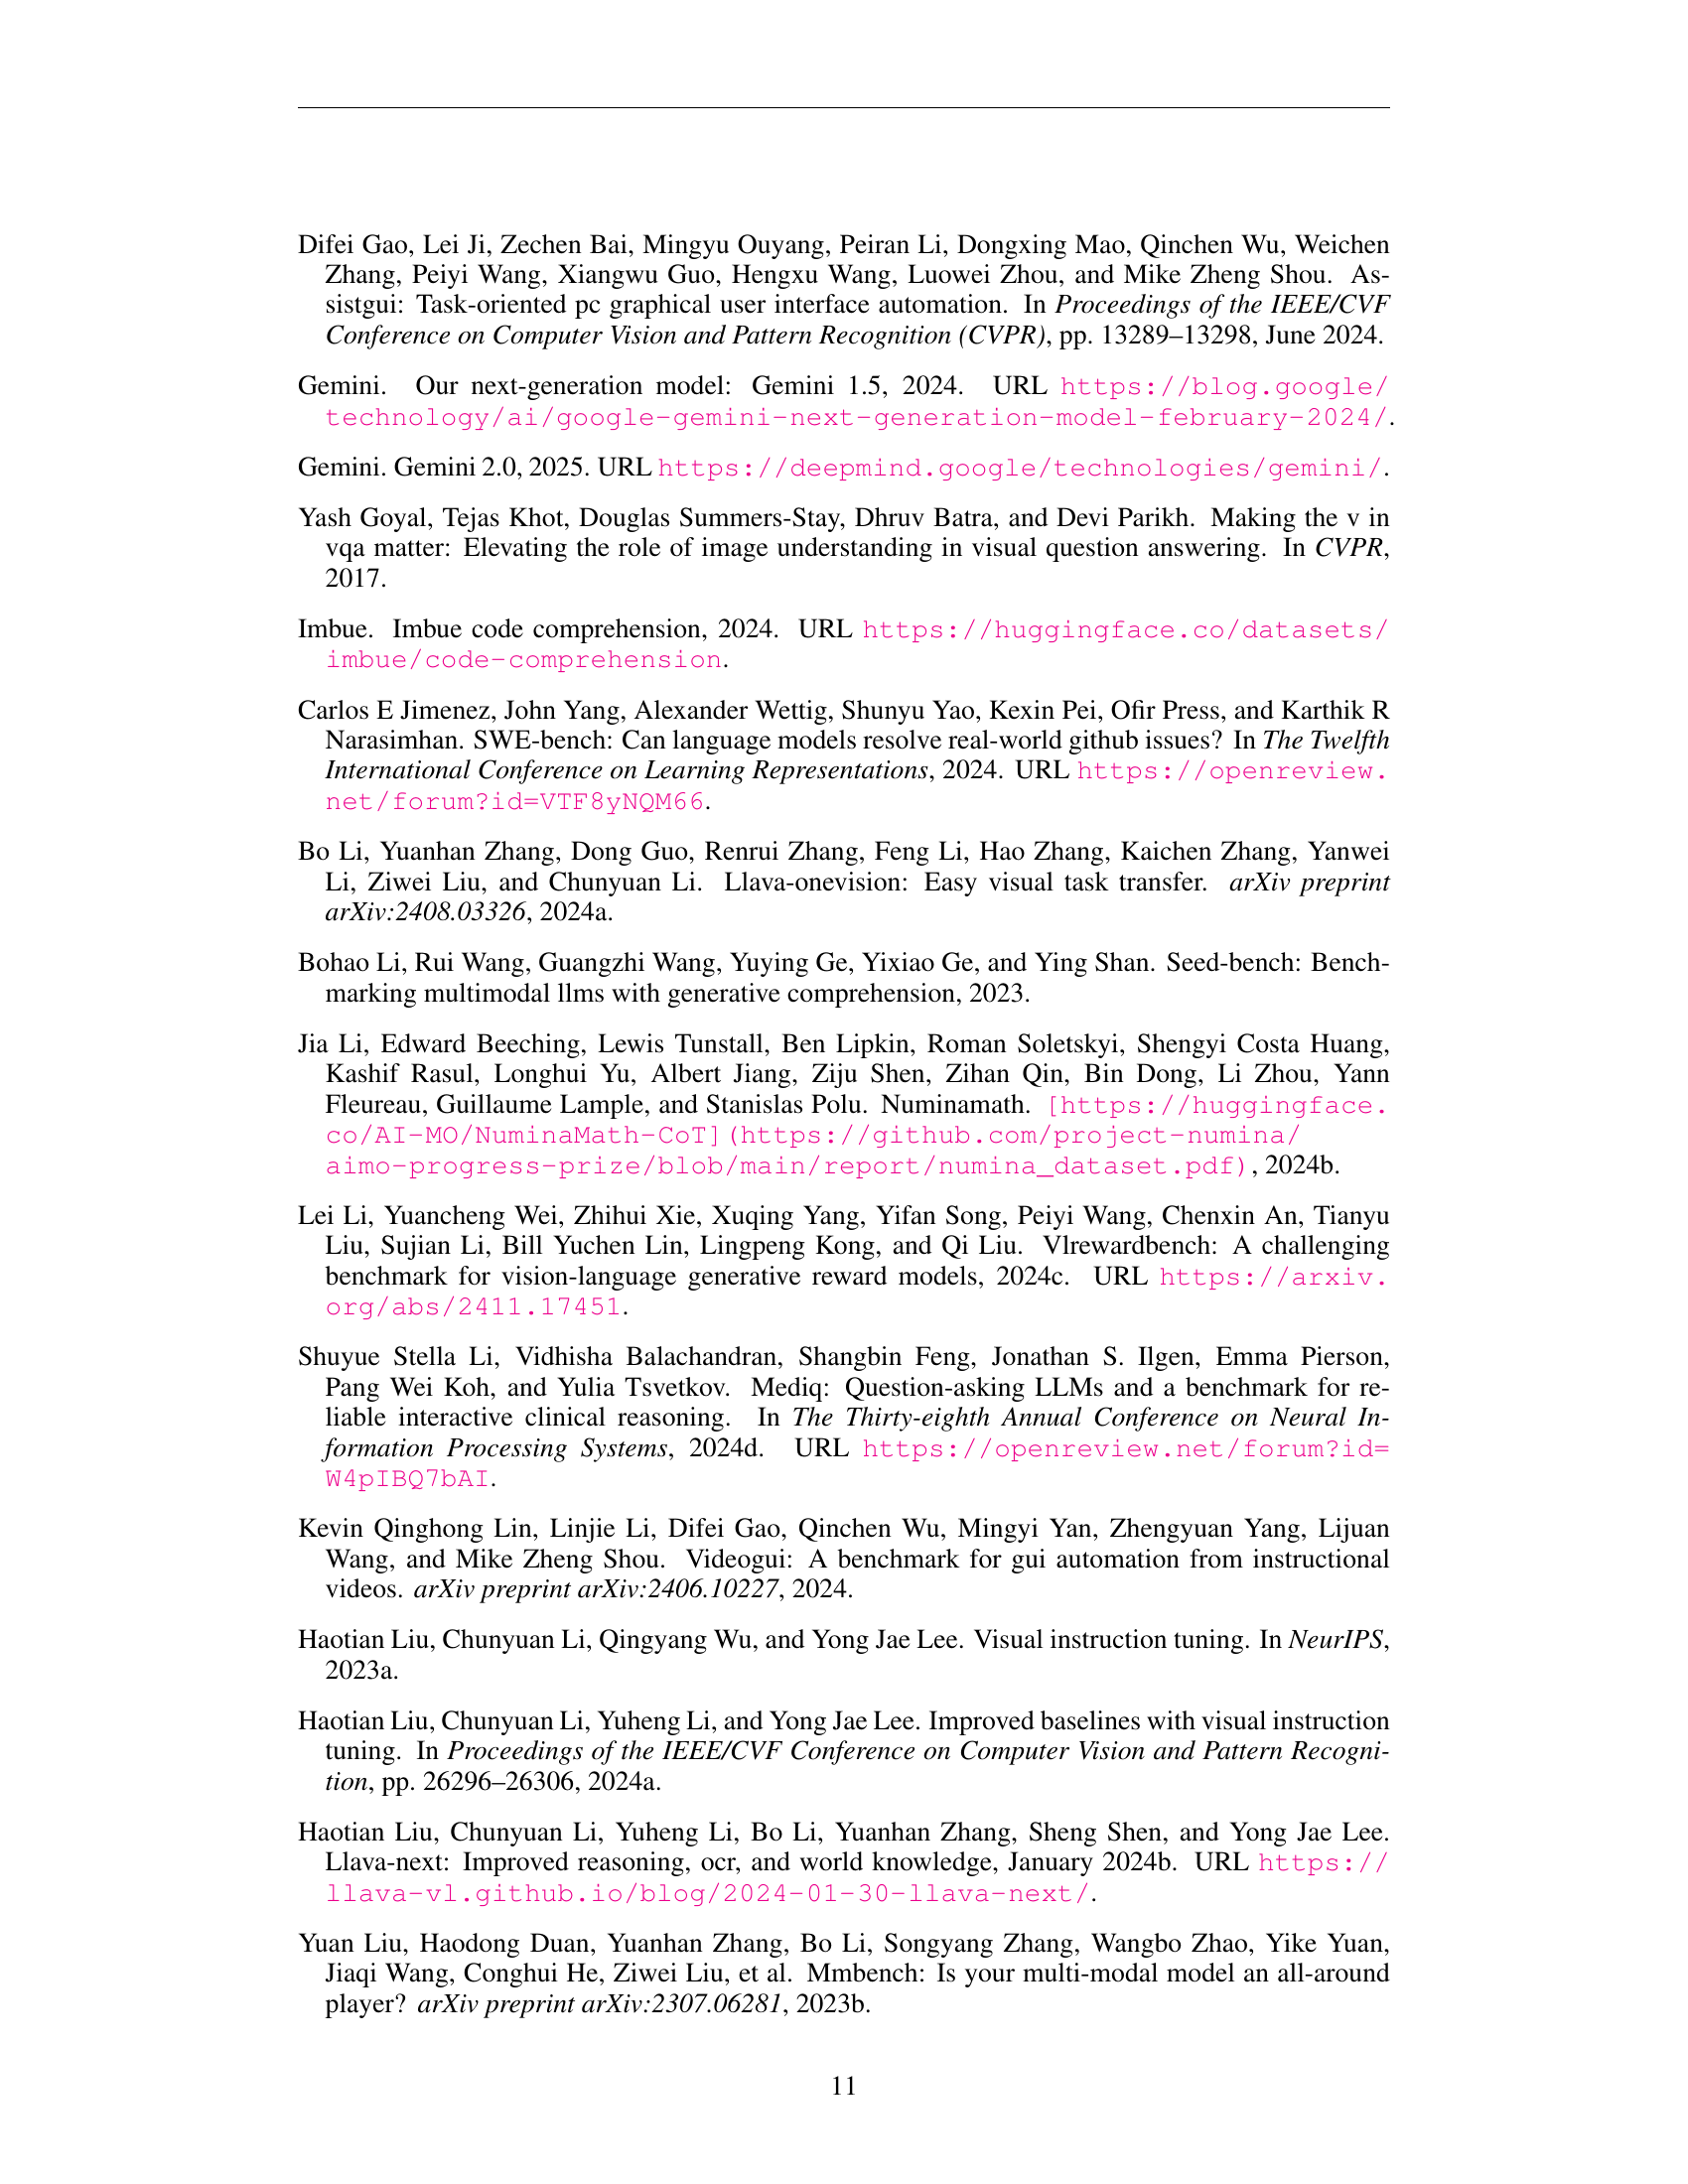 Difei Gao, Lei Ji, Zechen Bai, Mingyu Ouyang, Peiran Li, Dongxing Mao, Qinchen Wu, Weichen
Zhang, Peiyi Wang, Xiangwu Guo, Hengxu Wang, Luowei Zhou, and Mike Zheng Shou. As-
sistgui: Task-oriented pc graphical user interface automation. In Proceedings of the IEEE/CVF
Conference on Computer Vision and Pattern Recognition (CVPR), pp. 13289–13298, June 2024.
Gemini. Our next-generation model: Gemini 1.5, 2024. URL https://blog.google/
technology/ai/google-gemini-next-generation-model-february-2024/.
Gemini. Gemini 2.0, 2025. URL https://deepmind.google/technologies/gemini/.
Yash Goyal, Tejas Khot, Douglas Summers-Stay, Dhruv Batra, and Devi Parikh. Making the v in
vqa matter: Elevating the role of image understanding in visual question answering. In CVPR,
2017.
Imbue. Imbue code comprehension, 2024. URL https://huggingface.co/datasets/
imbue/code-comprehension.
Carlos E Jimenez, John Yang, Alexander Wettig, Shunyu Yao, Kexin Pei, Ofir Press, and Karthik R
Narasimhan. SWE-bench: Can language models resolve real-world github issues? In The Twelfth
International Conference on Learning Representations, 2024. URL https://openreview.
net/forum?id=VTF8yNQM66.
Bo Li, Yuanhan Zhang, Dong Guo, Renrui Zhang, Feng Li, Hao Zhang, Kaichen Zhang, Yanwei
Li, Ziwei Liu, and Chunyuan Li. Llava-onevision: Easy visual task transfer. arXiv preprint
arXiv:2408.03326, 2024a.
Bohao Li, Rui Wang, Guangzhi Wang, Yuying Ge, Yixiao Ge, and Ying Shan. Seed-bench: Bench-
marking multimodal llms with generative comprehension, 2023.
Jia Li, Edward Beeching, Lewis Tunstall, Ben Lipkin, Roman Soletskyi, Shengyi Costa Huang,
Kashif Rasul, Longhui Yu, Albert Jiang, Ziju Shen, Zihan Qin, Bin Dong, Li Zhou, Yann
Fleureau, Guillaume Lample, and Stanislas Polu. Numinamath. [https://huggingface.
co/AI-MO/NuminaMath-CoT](https://github.com/project-numina/
aimo-progress-prize/blob/main/report/numina_dataset.pdf), 2024b.
Lei Li, Yuancheng Wei, Zhihui Xie, Xuqing Yang, Yifan Song, Peiyi Wang, Chenxin An, Tianyu
Liu, Sujian Li, Bill Yuchen Lin, Lingpeng Kong, and Qi Liu. Vlrewardbench: A challenging
benchmark for vision-language generative reward models, 2024c. URL https://arxiv.
org/abs/2411.17451.
Shuyue Stella Li, Vidhisha Balachandran, Shangbin Feng, Jonathan S. Ilgen, Emma Pierson,
Pang Wei Koh, and Yulia Tsvetkov. Mediq: Question-asking LLMs and a benchmark for re-
liable interactive clinical reasoning. In The Thirty-eighth Annual Conference on Neural In-
formation Processing Systems, 2024d. URL https://openreview.net/forum?id=
W4pIBQ7bAI.
Kevin Qinghong Lin, Linjie Li, Difei Gao, Qinchen Wu, Mingyi Yan, Zhengyuan Yang, Lijuan
Wang, and Mike Zheng Shou. Videogui: A benchmark for gui automation from instructional
videos. arXiv preprint arXiv:2406.10227, 2024.
Haotian Liu, Chunyuan Li, Qingyang Wu, and Yong Jae Lee. Visual instruction tuning. In NeurIPS,
2023a.
Haotian Liu, Chunyuan Li, Yuheng Li, and Yong Jae Lee. Improved baselines with visual instruction
tuning. In Proceedings of the IEEE/CVF Conference on Computer Vision and Pattern Recogni-
tion, pp. 26296–26306, 2024a.
Haotian Liu, Chunyuan Li, Yuheng Li, Bo Li, Yuanhan Zhang, Sheng Shen, and Yong Jae Lee.
Llava-next: Improved reasoning, ocr, and world knowledge, January 2024b. URL https://
llava-vl.github.io/blog/2024-01-30-llava-next/.
Yuan Liu, Haodong Duan, Yuanhan Zhang, Bo Li, Songyang Zhang, Wangbo Zhao, Yike Yuan,
Jiaqi Wang, Conghui He, Ziwei Liu, et al. Mmbench: Is your multi-modal model an all-around
player? arXiv preprint arXiv:2307.06281, 2023b.
11